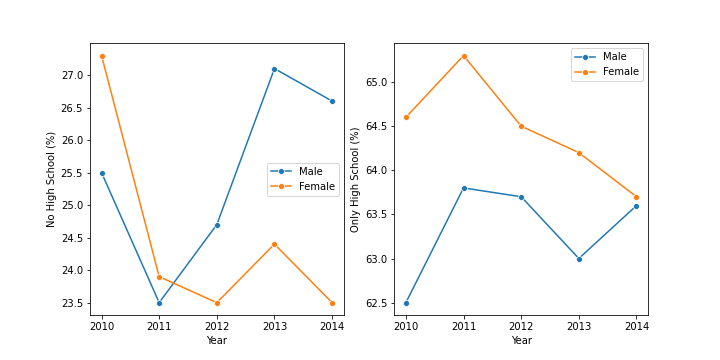 No High School (%)
27.0
26.5
26.0
25.5
25.0
24.5
24.0
23.5
2010 2011 2012 2013 2014
Year
Male
Female
Only High School (%)
65.0
64.5
64.0
63.5
63.0
62.5
2010 2011 2012 2013 2014
Year
Male
Female